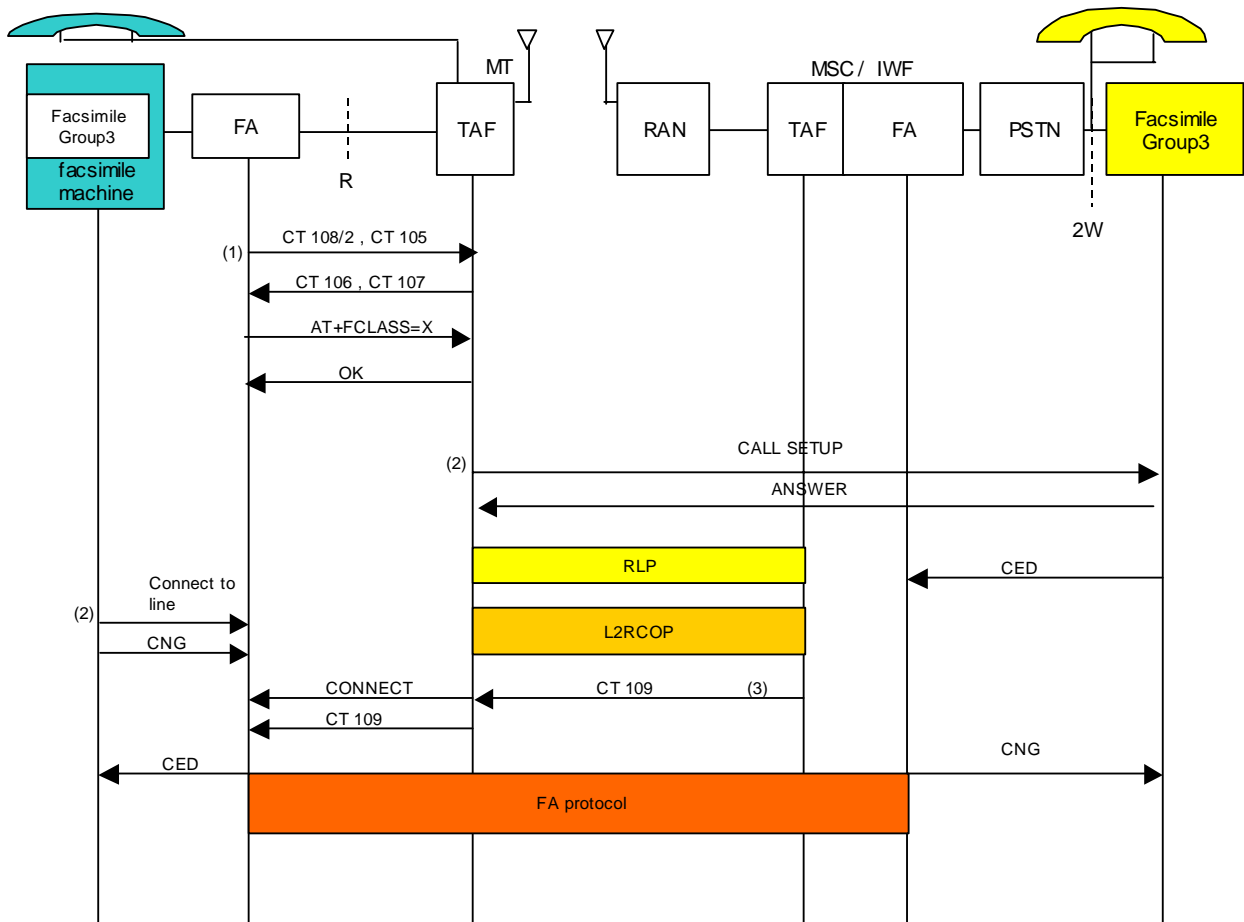 MT
MSC / IWF
Facsimile
Group3
facsimile
machine
FA
R
TAF
RAN
TAF
FA
PSTN
2W
Facsimile
Group3
(1)
CT 108/2 , CT 105
CT 106 , CT 107
AT+FCLASS=X
OK
(2)
CALL SETUP
ANSWER
RLP
CED
(2)
Connect to
line
L2RCOP
CNG
CONNECT
CT 109
(3)
CT 109
CED
CNG
FA protocol